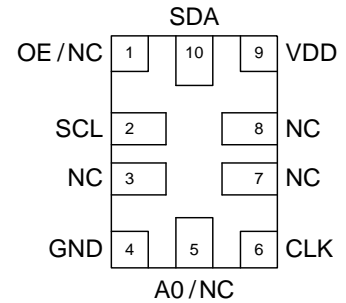 SDA
OE/NC 1 10 9 VDD
SCL 2 8 NC
NC 3 7 NC
GND 4 5 6 CLK
A0/NC